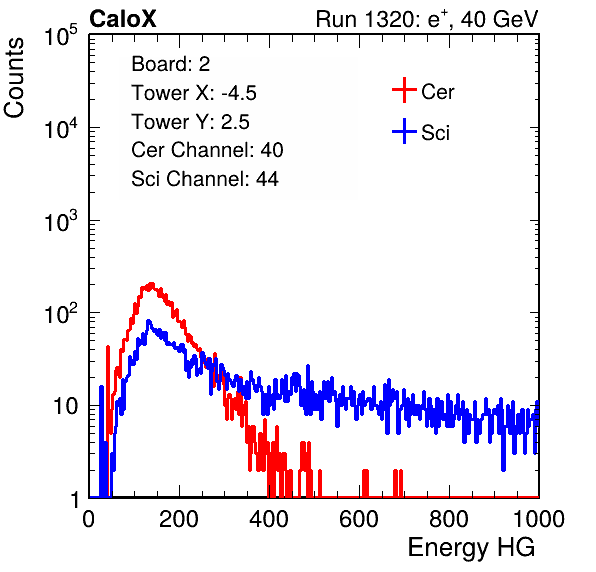 CaloX Run 1320: e⁺, 40 GeV
Counts
10⁵
10⁴
10³
10²
10
1
Board: 2
Tower X: -4.5
Tower Y: 2.5
Cer Channel: 40
Sci Channel: 44
Cer
Sci
0 200 400 600 800 1000
Energy HG